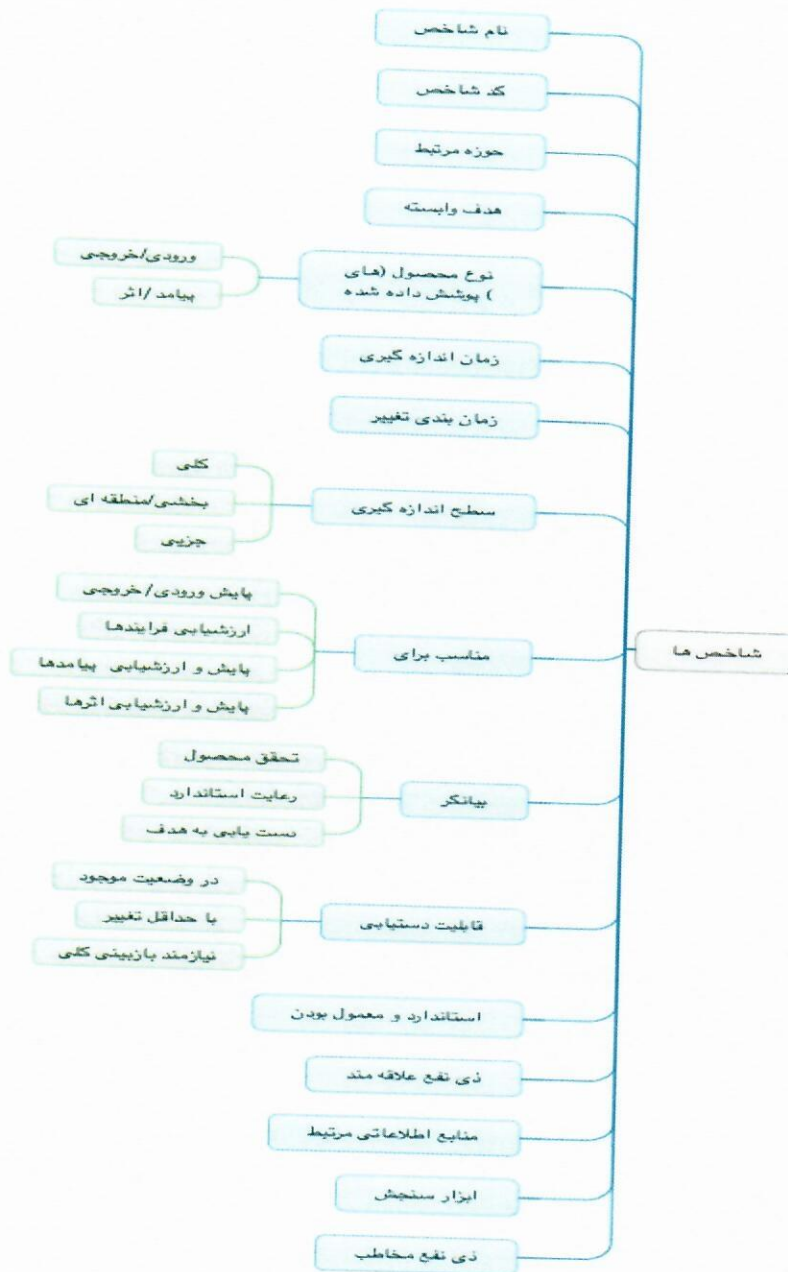 شاخص ها
نام شاخص
کد شاخص
حوزه مرتبط
هدف وابسته
نوع محصول (های
) پوشش داده شده
ورودی/خروجی
پیامد /اثر
زمان اندازه گیری
زمان بندی تغییر
سطح اندازه گیری
کلی
بخشی/منطقه ای
جزیی
مناسب برای
پایش ورودی/ خروجی
ارزشیابی فرایندها
پایش و ارزشیابی پیامدها
پایش و ارزشیابی اثرها
بیانگر
تحقق محصول
رعایت استاندارد
دست یابی به هدف
قابلیت دستیابی
در وضعیت موجود
با حداقل تغییر
نیازمند بازبینی کلی
استاندارد و معمول بودن
ذی نفع علاقه مند
منابع اطلاعاتی مرتبط
ابزار سنجش
ذی نفع مخاطب